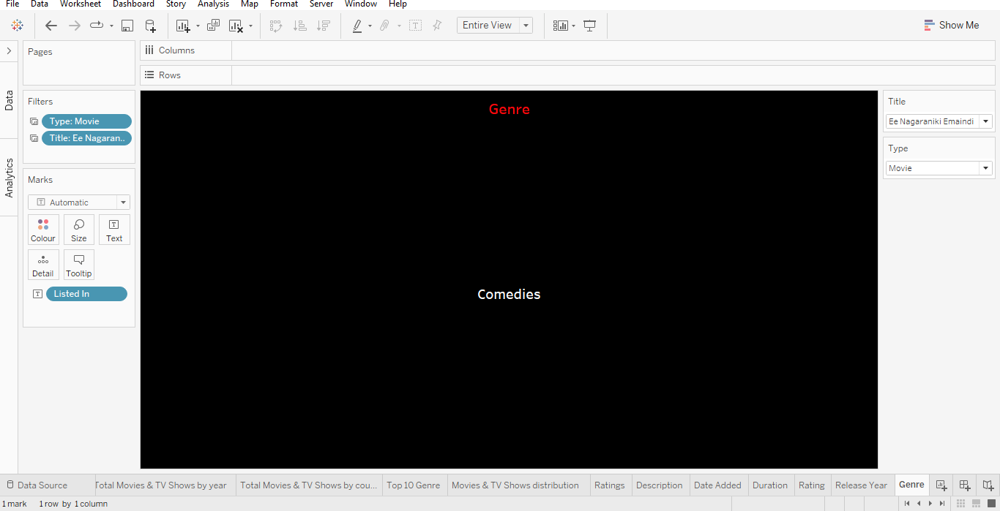 File Data Worksheet Dashboard Story Analysis Map Format Server Window Help
Entire View
Show Me
Pages
Columns
Rows
Data
Analytics
Filters
Type: Movie
Title: Ee Nagaran..
Marks
Automatic
Colour Size Text
Detail Tooltip
Listed In
Genre
Comedies
Title
Ee Nagaraniki Emaindi
Type
Movie
Data Source Total Movies & TV Shows by year Total Movies & TV Shows by cou... Top 10 Genre Movies & TV Shows distribution Ratings Description Date Added Duration Rating Release Year Genre
1 mark 1 row by 1 column